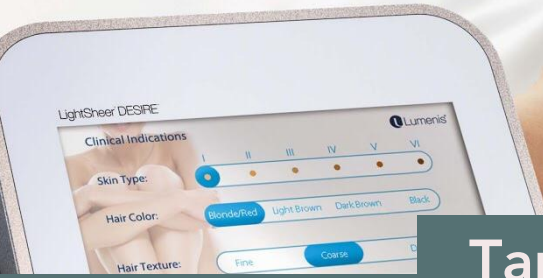 LightSheer DESIRE
Lumenis
Clinical Indications
I II III IV V VI
Skin Type:
Hair Color: Blonde/Red Light Brown Dark Brown Black
Hair Texture: Fine Coarse